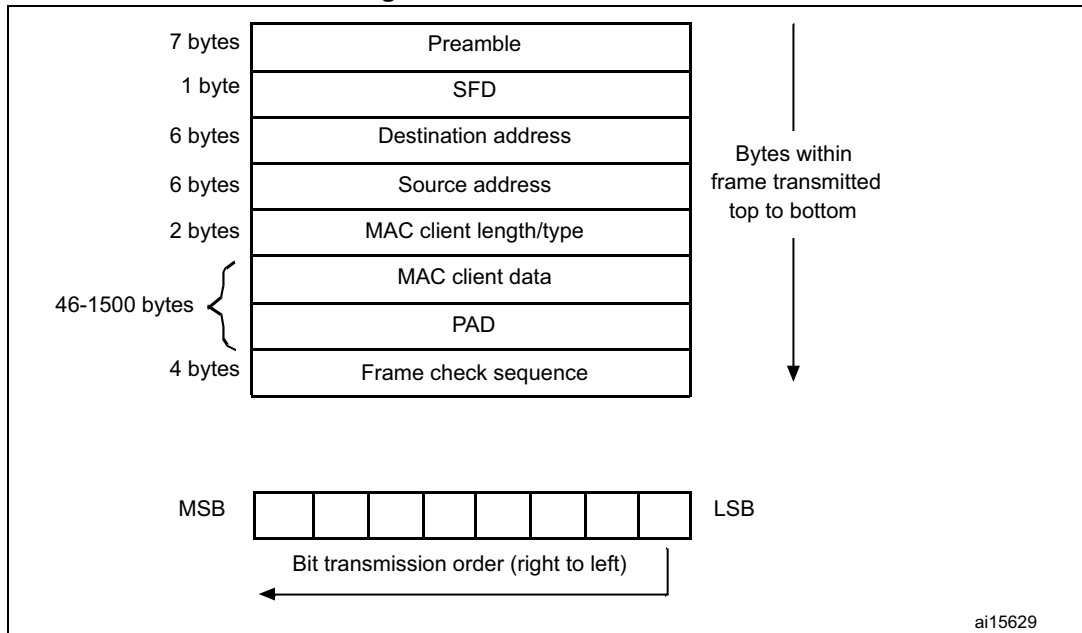 7 bytes
Preamble
1 byte
SFD
6 bytes
Destination address
6 bytes
Source address
2 bytes
MAC client length/type
46-1500 bytes
MAC client data
PAD
4 bytes
Frame check sequence
Bytes within
frame transmitted
top to bottom
MSB
LSB
Bit transmission order (right to left)
ai15629